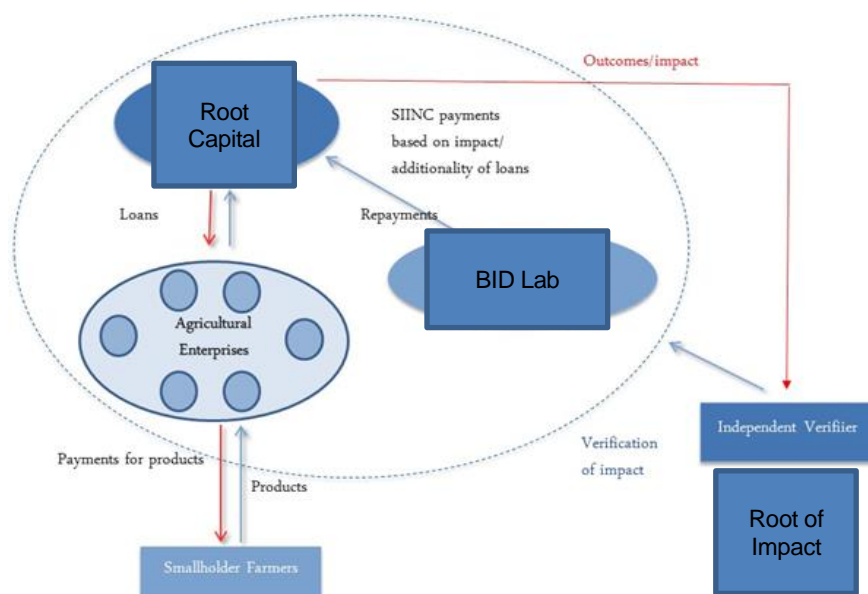 Outcomes/impact
Root
Capital
SIINC payments
based on impact/
additionality of loans
Loans
Repayments
BID Lab
Agricultural
Enterprises
Independent Verifiier
Payments for products
Verification
of impact
Products
Root of
Impact
Smallholder Farmers